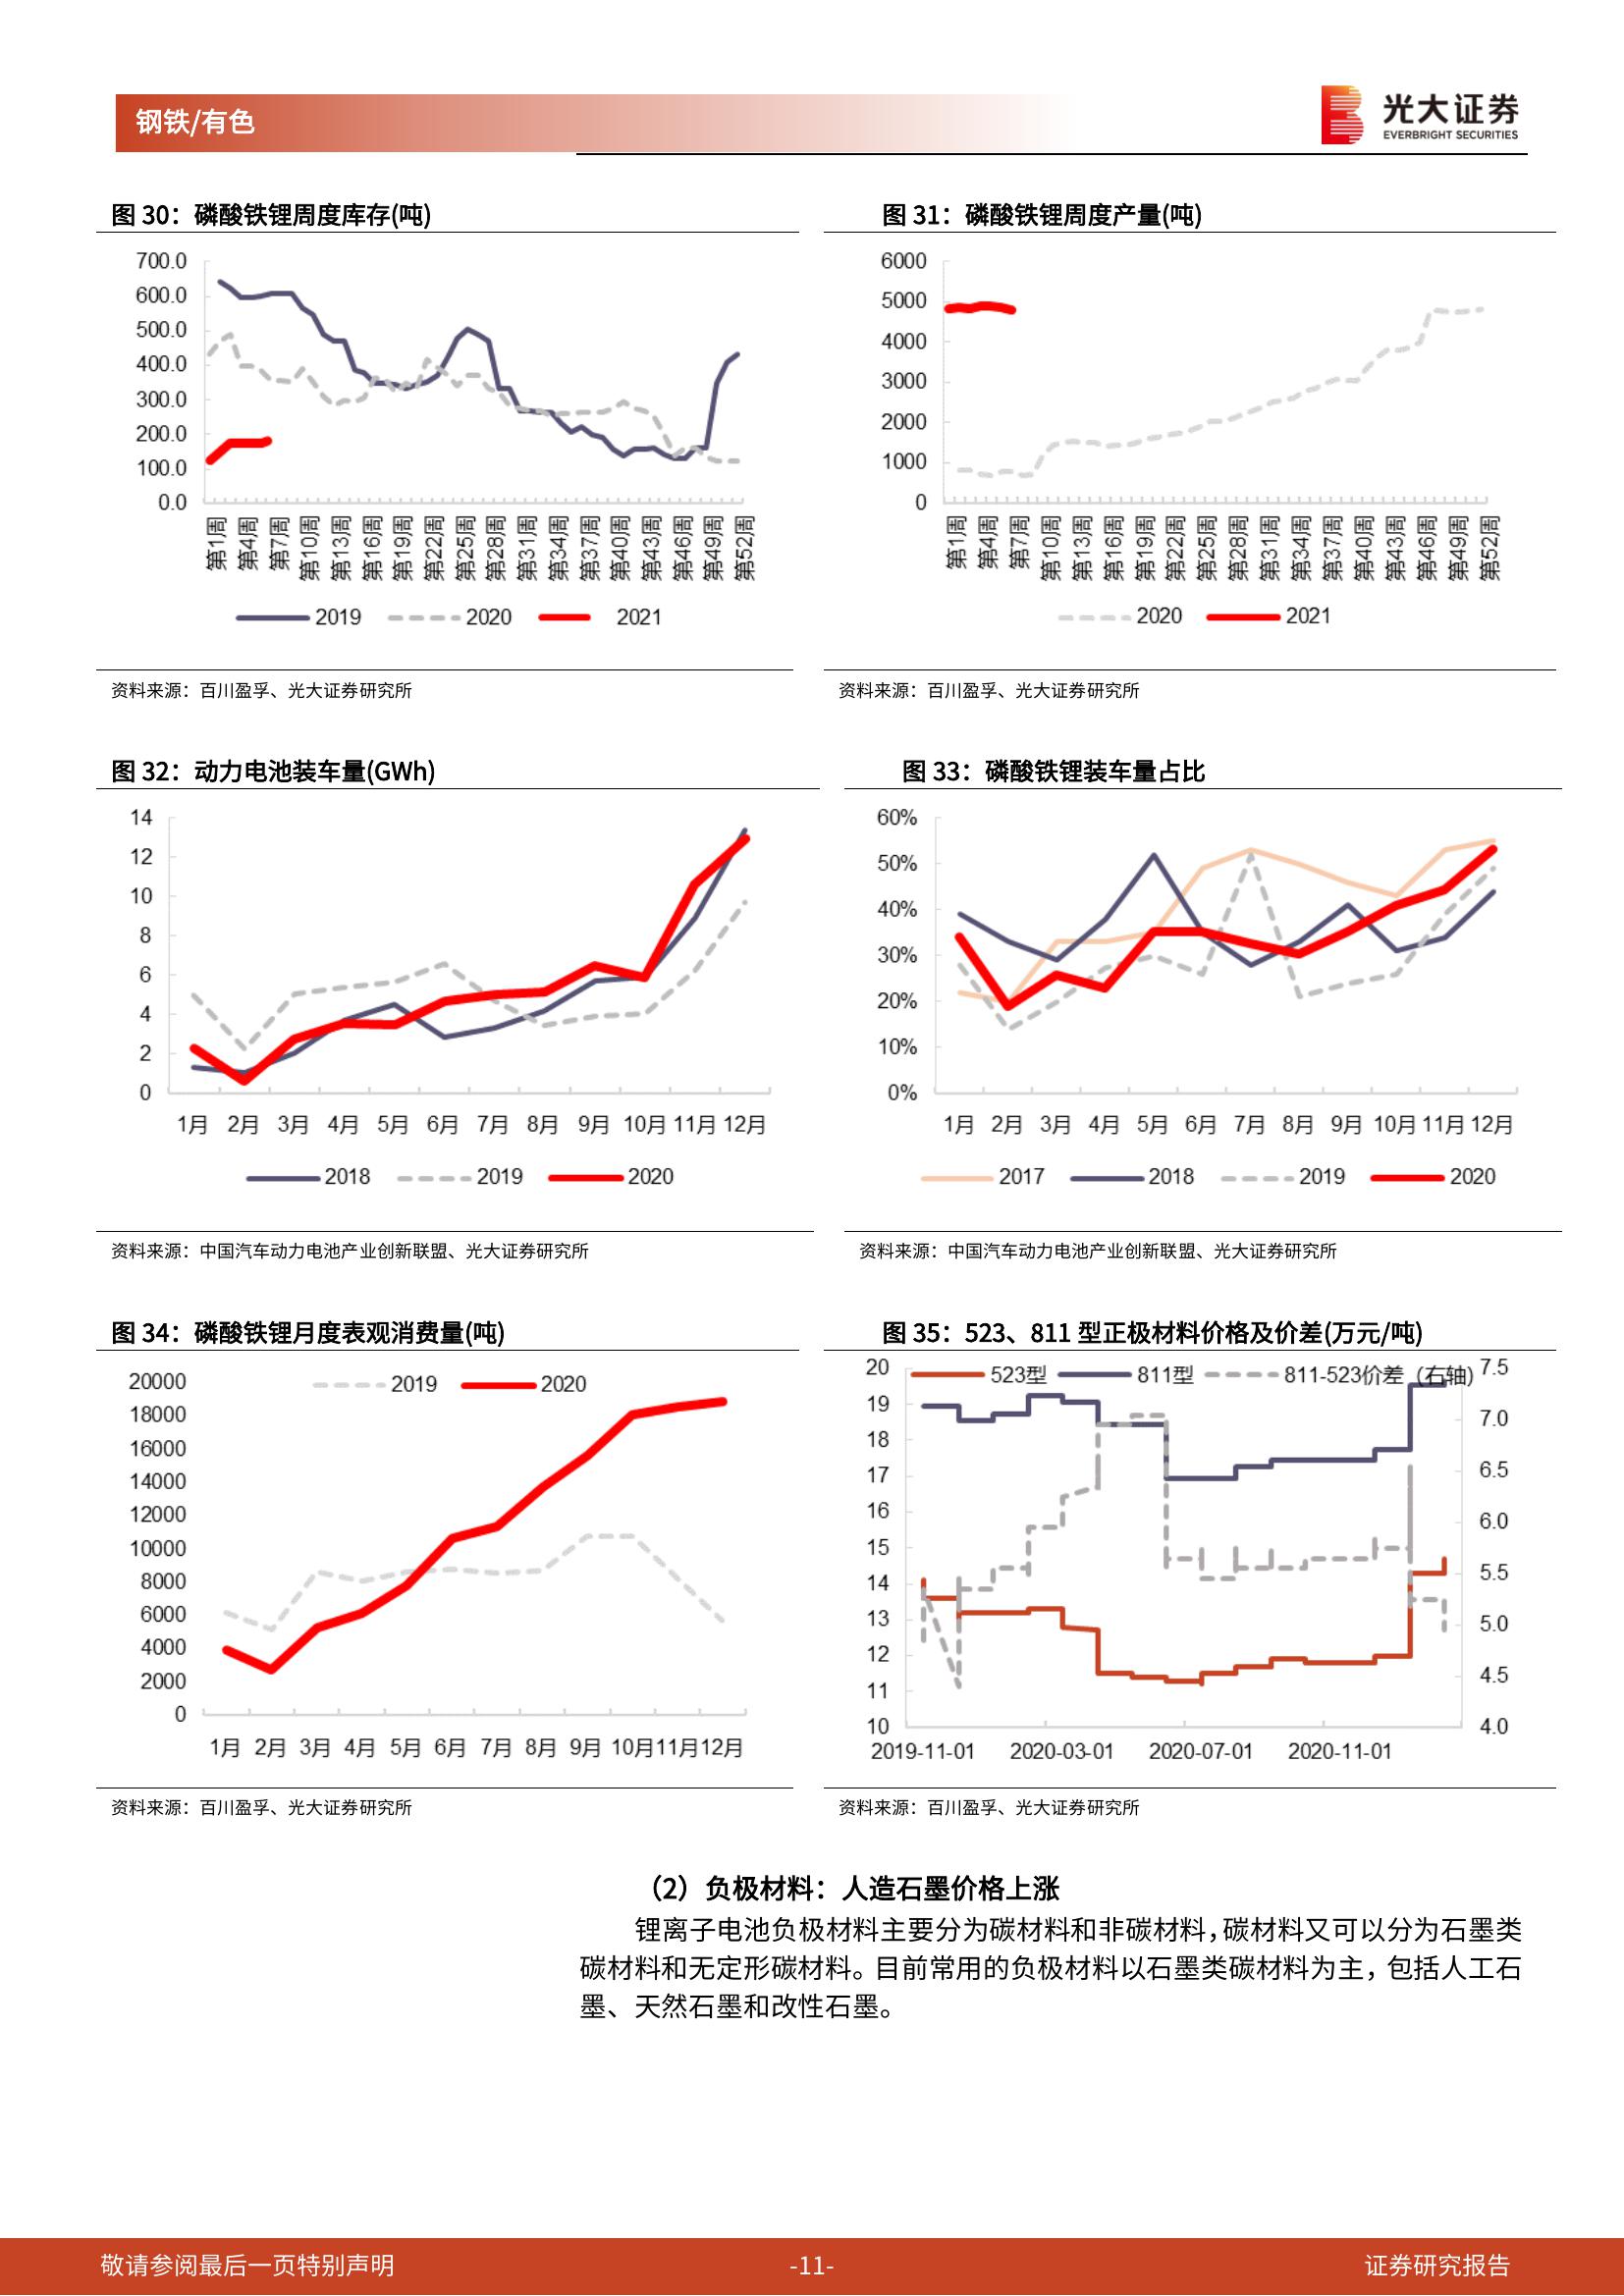 钢铁/有色
光大证券
EVERBRIGHT SECURITIES
图 30：磷酸铁锂周度库存(吨)
700.0
600.0
500.0
400.0
300.0
200.0
100.0
0.0
第1周 第4周 第7周 第10周 第13周 第16周 第19周 第22周 第25周 第28周 第31周 第34周 第37周 第40周 第43周 第46周 第49周 第52周
2019 2020 2021
资料来源：百川盈孚、光大证券研究所
图 31：磷酸铁锂周度产量(吨)
6000
5000
4000
3000
2000
1000
0
第1周 第4周 第7周 第10周 第13周 第16周 第19周 第22周 第25周 第28周 第31周 第34周 第37周 第40周 第43周 第46周 第49周 第52周
2020 2021
资料来源：百川盈孚、光大证券研究所
图 32：动力电池装车量(GWh)
14
12
10
8
6
4
2
0
1月 2月 3月 4月 5月 6月 7月 8月 9月 10月 11月 12月
2018 2019 2020
资料来源：中国汽车动力电池产业创新联盟、光大证券研究所
图 33：磷酸铁锂装车量占比
60%
50%
40%
30%
20%
10%
0%
1月 2月 3月 4月 5月 6月 7月 8月 9月 10月 11月 12月
2017 2018 2019 2020
资料来源：中国汽车动力电池产业创新联盟、光大证券研究所
图 34：磷酸铁锂月度表观消费量(吨)
2019 2020
20000
18000
16000
14000
12000
10000
8000
6000
4000
2000
0
1月 2月 3月 4月 5月 6月 7月 8月 9月 10月 11月 12月
资料来源：百川盈孚、光大证券研究所
图 35：523、811 型正极材料价格及价差(万元/吨)
523型 811型 811-523价差（右轴）
20
19
18
17
16
15
14
13
12
11
10
7.5
7.0
6.5
6.0
5.5
5.0
4.5
4.0
2019-11-01 2020-03-01 2020-07-01 2020-11-01
资料来源：百川盈孚、光大证券研究所
（2）负极材料：人造石墨价格上涨
锂离子电池负极材料主要分为碳材料和非碳材料，碳材料又可以分为石墨类
碳材料和无定形碳材料。目前常用的负极材料以石墨类碳材料为主，包括人工石
墨、天然石墨和改性石墨。
敬请参阅最后一页特别声明
-11-
证券研究报告